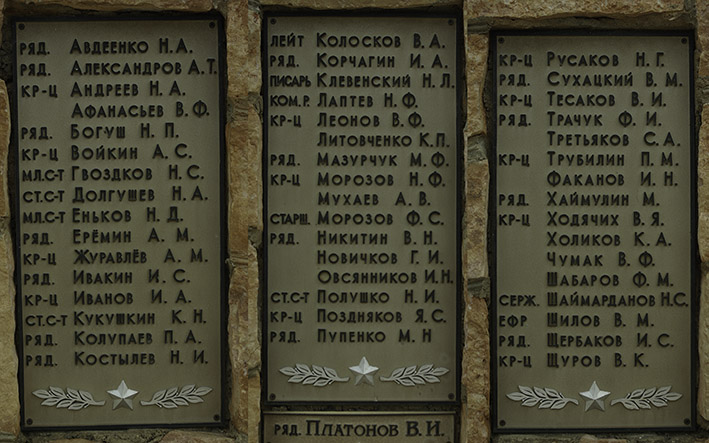 РЯД. АВДЕЕНКО Н.А.
РЯД. АЛЕКСАНДРОВ А.Т.
КР-Ц АНДРЕЕВ Н.А.
АФАНАСЬЕВ В.Ф.
РЯД. БОГУШ Н.П.
КР-Ц ВОЙКИН А.С.
МЛ.С-Т ГВОЗДКОВ Н.С.
СТ.С-Т ДОЛГУШЕВ Н.А.
МЛ.С-Т ЕНЬКОВ Н.Д.
РЯД. ЕРЁМИН А.М.
КР-Ц ЖУРАВЛЁВ А.М.
РЯД. ИВАКИН И.С.
КР-Ц ИВАНОВ И.А.
СТ.С-Т КУКУШКИН К.Н.
РЯД. КОЛУПАЕВ П.А.
РЯД. КОСТЫЛЕВ Н.И.
ЛЕЙТ КОЛОСКОВ В.А.
РЯД. КОРЧАГИН И.А.
ПИСАРЬ КЛЕВЕНСКИЙ Н.Л.
КОМ.Р. ЛАПТЕВ Н.Ф.
КР-Ц ЛЕОНОВ В.Ф.
ЛИТОВЧЕНКО К.П.
РЯД. МАЗУРЧУК М.Ф.
КР-Ц МОРОЗОВ Н.Ф.
МУХАЕВ А.В.
СТАРШ. МОРОЗОВ Ф.С.
РЯД. НИКИТИН В.Н.
НОВИЧКОВ Г.И.
ОВСЯННИКОВ И.Н.
СТ.С-Т ПОЛУШКО Н.И.
КР-Ц ПОЗДНЯКОВ Я.С.
РЯД. ПУПЕНКО М.Н
РЯД. ПЛАТОНОВ В.И.
КР-Ц РУСАКОВ Н.Г.
РЯД. СУХАЦКИЙ В.М.
КР-Ц ТЕСАКОВ В.И.
РЯД. ТРАЧУК Ф.И.
ТРЕТЬЯКОВ С.А.
КР-Ц ТРУБИЛИН П.М.
ФАКАНОВ И.Н.
РЯД. ХАЙМУЛИН М.
КР-Ц ХОДЯЧИХ В.Я.
ХОЛИКОВ К.А.
ЧУМАК В.Ф.
ШАБАРОВ Ф.М.
СЕРЖ. ШАЙМАРДАНОВ Н.С.
ЕФР ШИЛОВ В.М.
РЯД. ЩЕРБАКОВ И.С.
КР-Ц ЩУРОВ В.К.